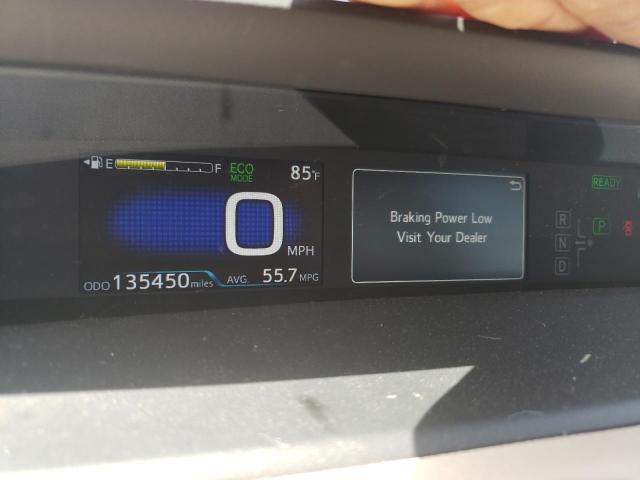 E F ECO MODE 85°F
0 MPH
ODO 135450 miles AVG. 55.7 MPG
Braking Power Low
Visit Your Dealer
READY
R
N
D
P